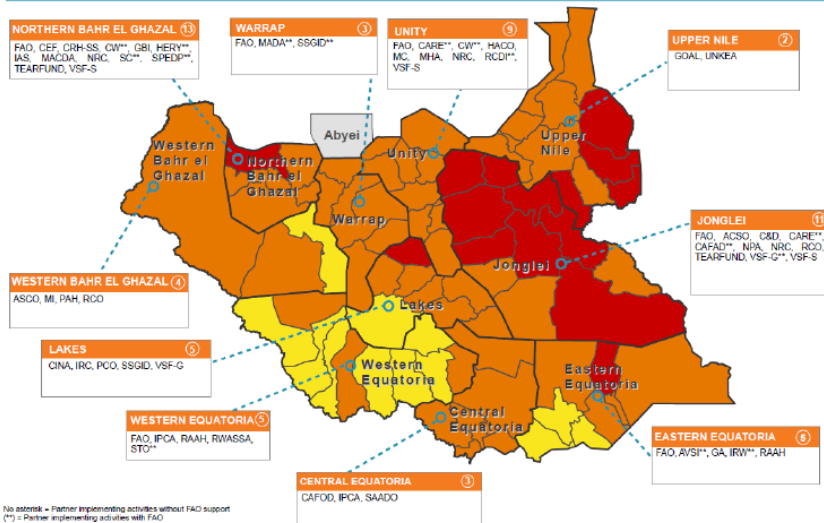 NORTHERN BAHR EL GHAZAL 13
FAO, CEF, CRH-SS, CW**, GBI, HERY**,
IAS, MACDA, NRC, SC**, SPEDP**,
TEARFUND, VSF-S
WARRAP 3
FAO, MADA**, SSGID**
UNITY 9
FAO, CARE**, CW**, HACO,
MC, MHA, NRC, RCDI**,
VSF-S
UPPER NILE 2
GOAL, UNKEA
Abyei
Western
Bahr el
Ghazal
Northern
Bahr el
Ghazal
Unity
Upper
Nile
Warrap
JONGLEI 11
FAO, ACSO, C&D, CARE**,
CAFAD**, NPA, NRC, RCO,
TEARFUND, VSF-G**, VSF-S
Jonglei
WESTERN BAHR EL GHAZAL 4
ASCO, MI, PAH, RCO
Lakes
LAKES 5
CINA, IRC, PCO, SSGID, VSF-G
Western
Equatoria
Eastern
Equatoria
WESTERN EQUATORIA 5
FAO, IPCA, RAAH, RWASSA,
STO**
Central
Equatoria
EASTERN EQUATORIA
FAO, AVSI**, GA, IRW**, RAAH
CENTRAL EQUATORIA 3
CAFOD, IPCA, SAADO
No asterisk = Partner implementing activities without FAO support
(**) = Partner implementing activities with FAO